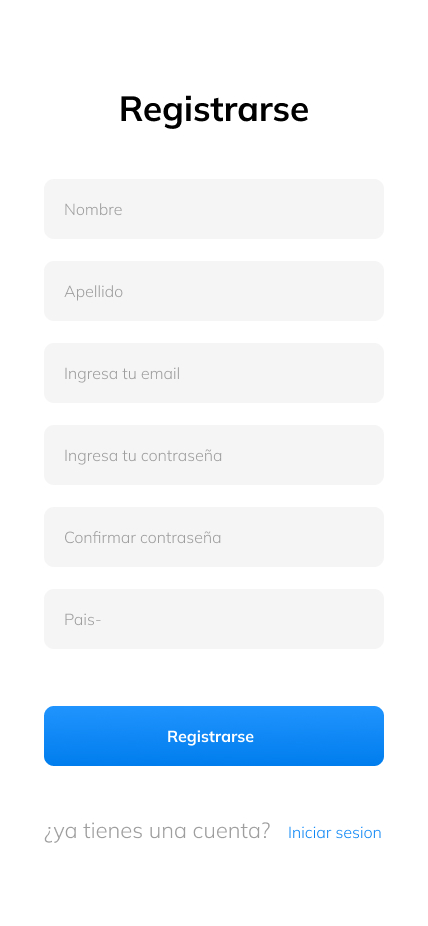 Registrarse
Nombre
Apellido
Ingresa tu email
Ingresa tu contraseña
Confirmar contraseña
Pais-
Registrarse
¿ya tienes una cuenta? Iniciar sesion